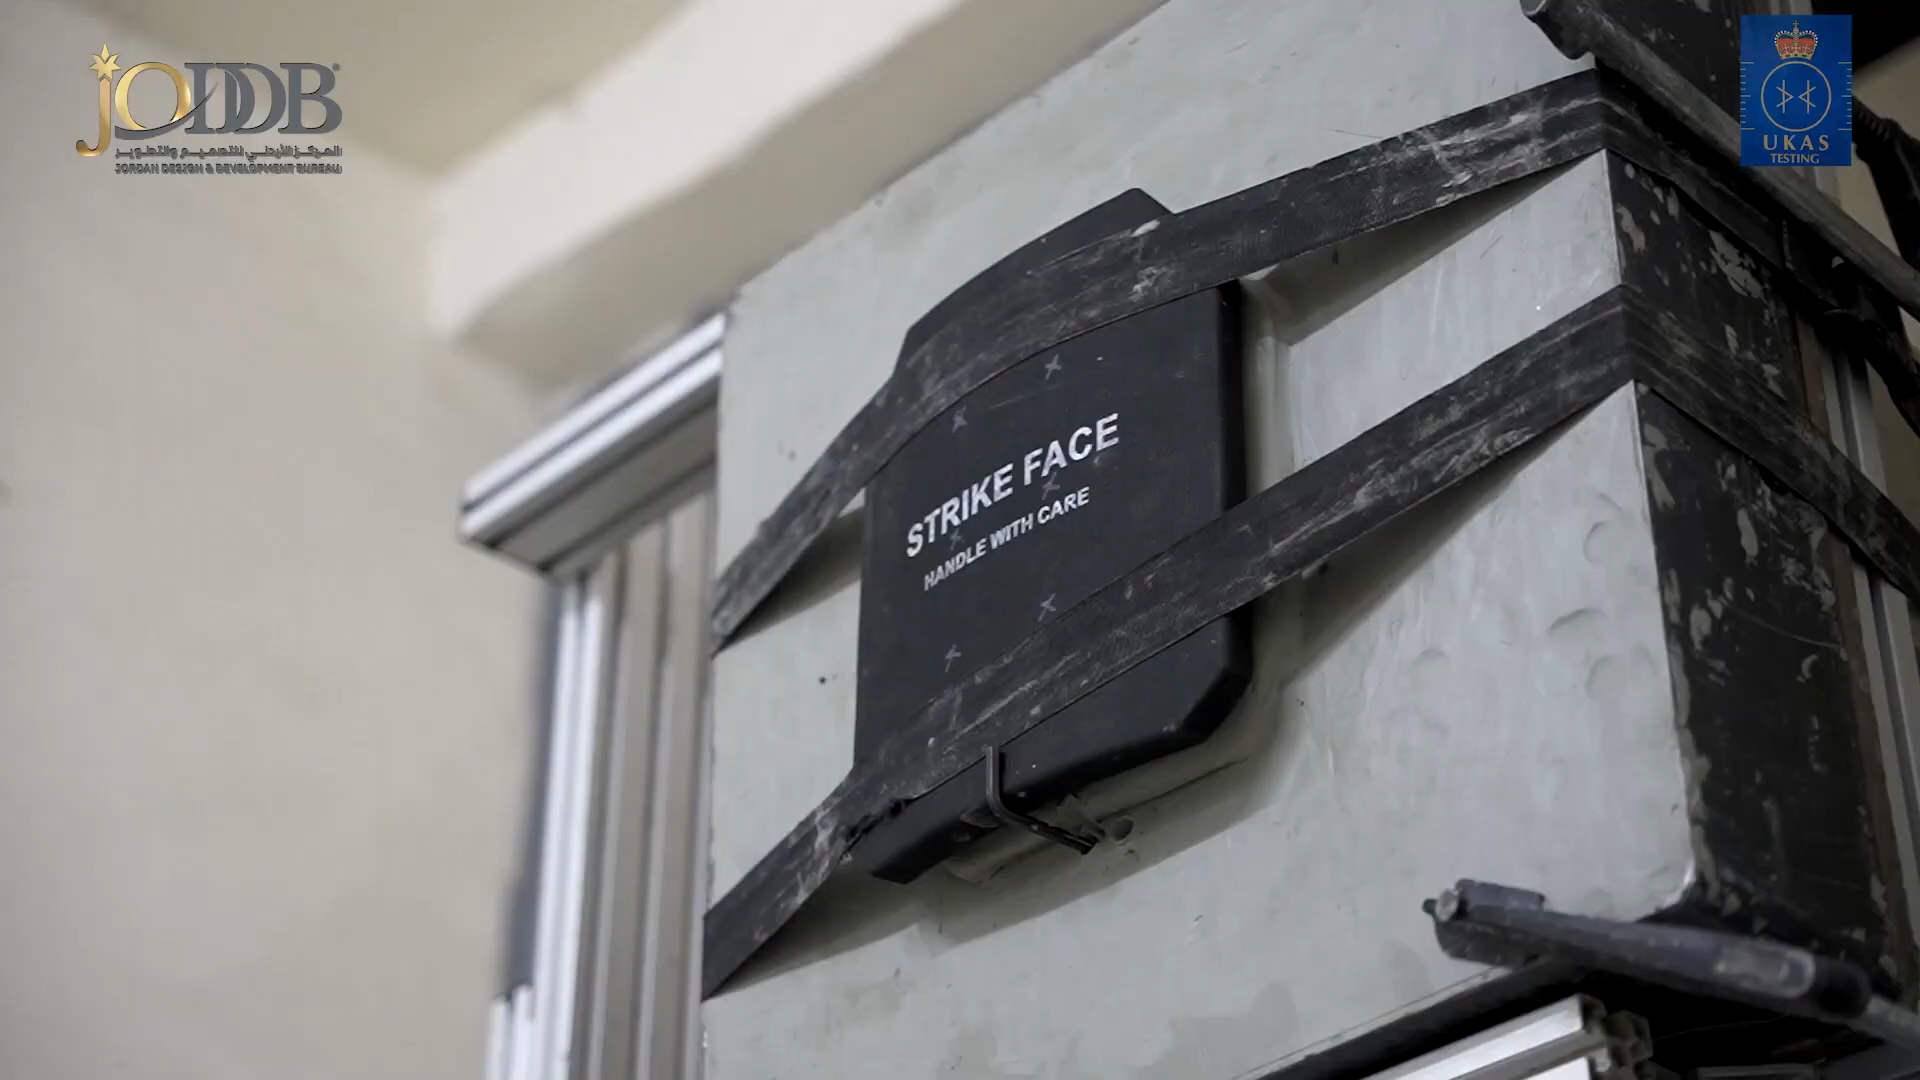 JODDB
المركز الأردني للتصميم والتطوير
JORDAN DESIGN & DEVELOPMENT BUREAU
UKAS
TESTING
STRIKE FACE
HANDLE WITH CARE